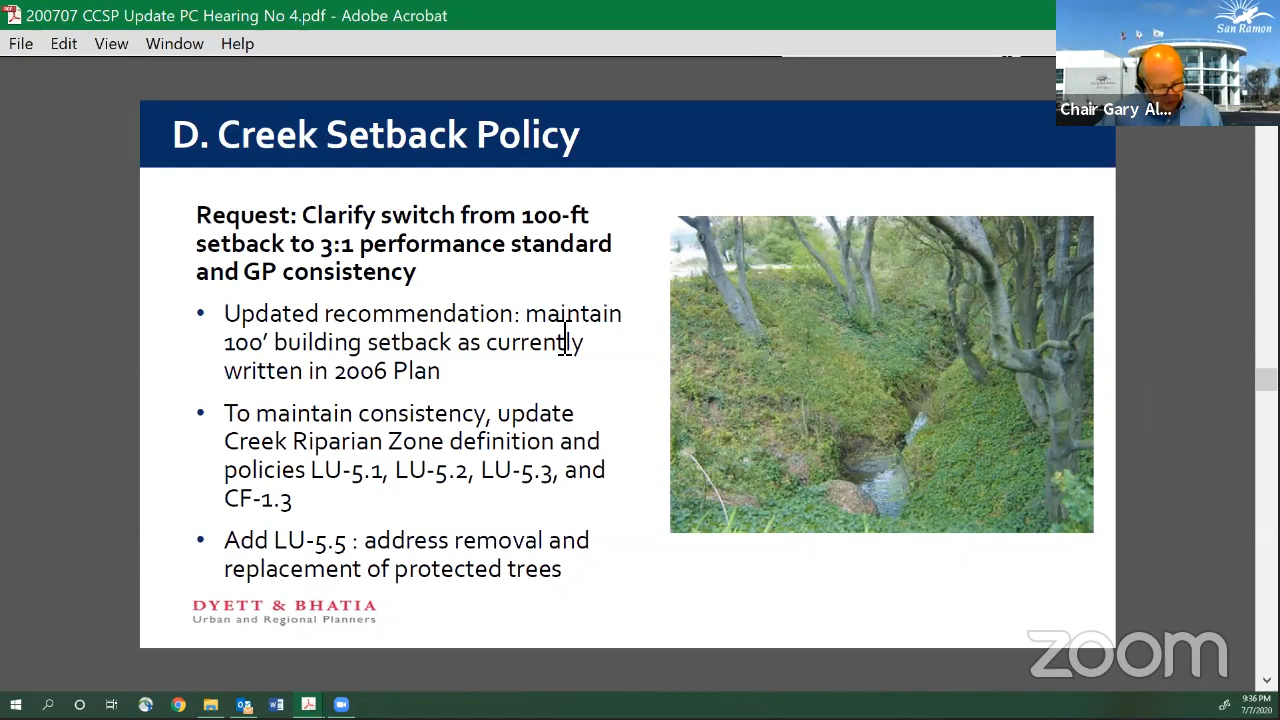 200707 CCSP Update PC Hearing No 4.pdf - Adobe Acrobat
File Edit View Window Help
San Ramon
Chair Gary Al...
D. Creek Setback Policy
Request: Clarify switch from 100-ft
setback to 3:1 performance standard
and GP consistency
• Updated recommendation: maintain
100’ building setback as currently
written in 2006 Plan
• To maintain consistency, update
Creek Riparian Zone definition and
policies LU-5.1, LU-5.2, LU-5.3, and
CF-1.3
• Add LU-5.5 : address removal and
replacement of protected trees
DYETT & BHATIA
Urban and Regional Planners
zoom
9:36 PM
7/7/2020